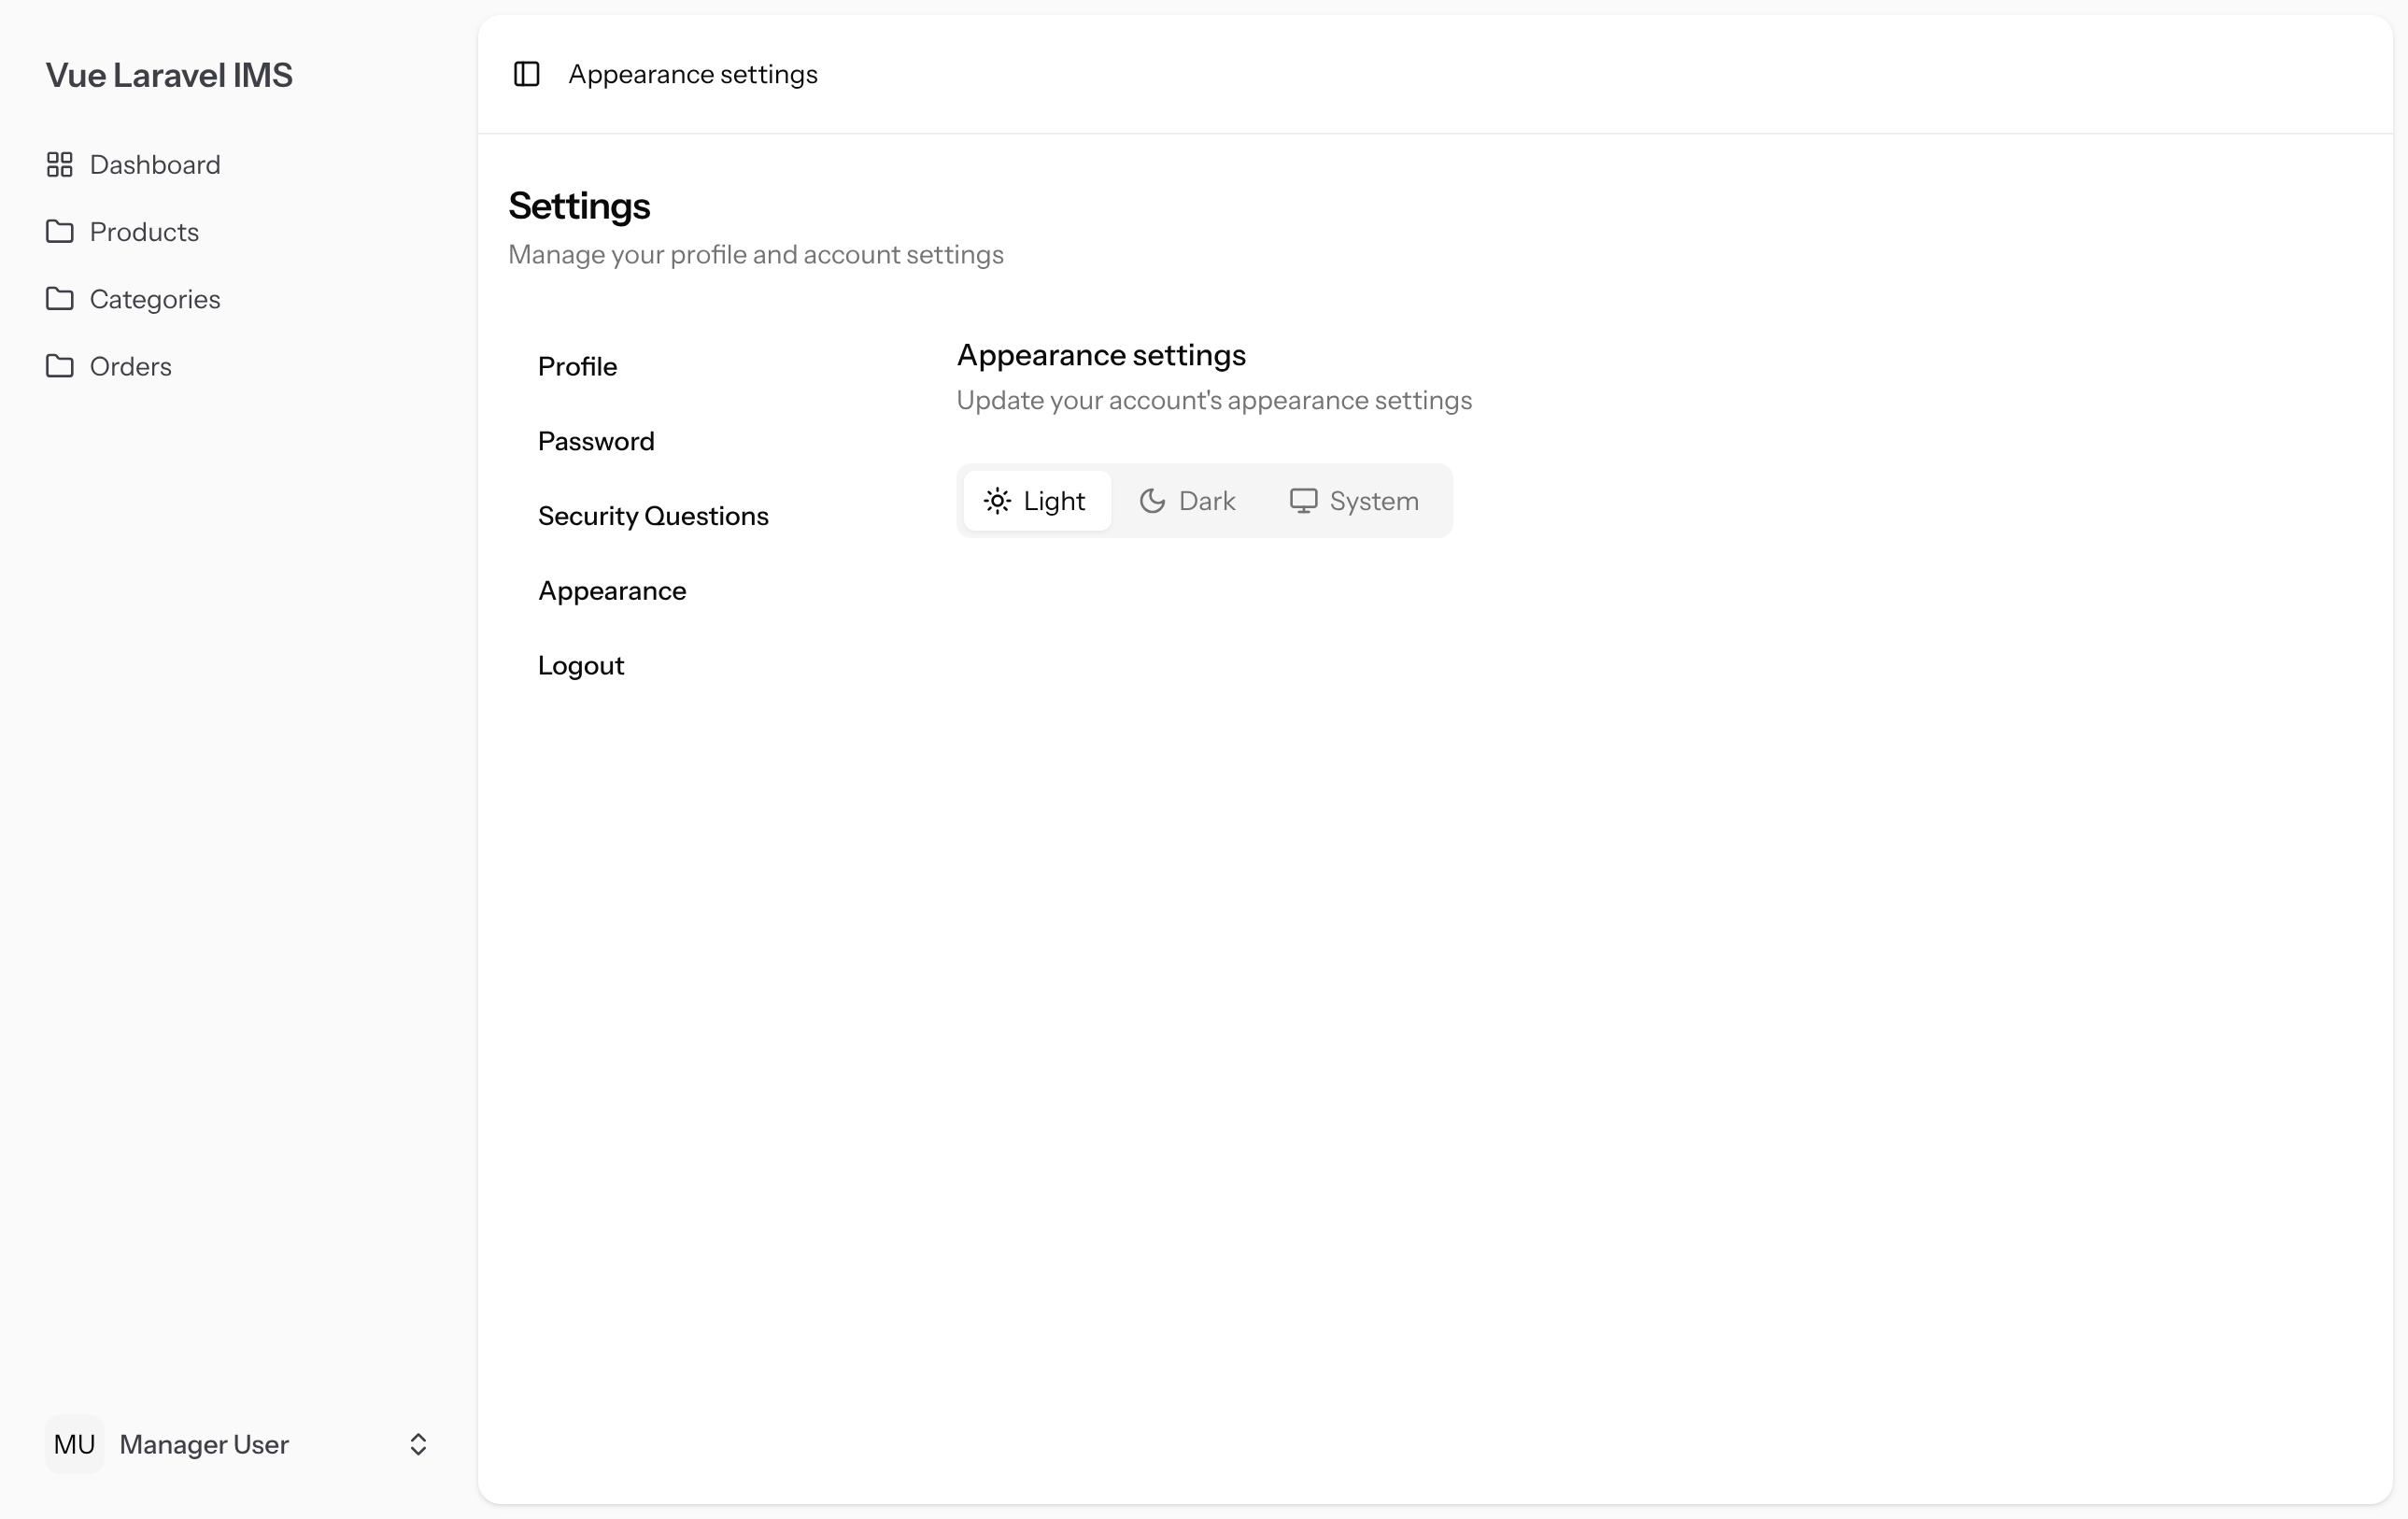 Vue Laravel IMS
Dashboard
Products
Categories
Orders
MU Manager User
Appearance settings
Settings
Manage your profile and account settings
Profile
Password
Security Questions
Appearance
Logout
Appearance settings
Update your account's appearance settings
Light Dark System